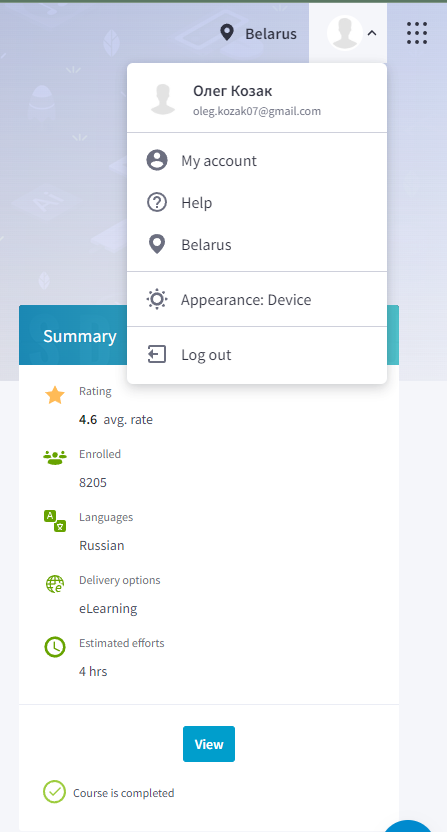 Belarus
Олег Козак
oleg.kozak07@gmail.com
My account
Help
Belarus
Appearance: Device
Log out
Summary
Rating
4.6 avg. rate
Enrolled
8205
Languages
Russian
Delivery options
eLearning
Estimated efforts
4 hrs
View
Course is completed